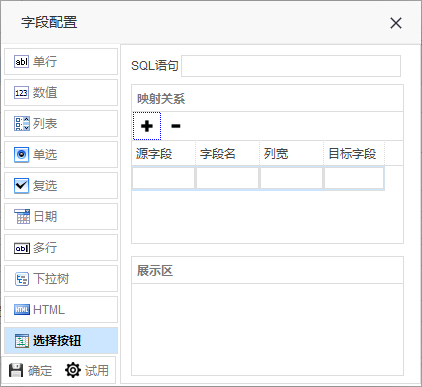 字段配置
abl 单行
123 数值
列表
单选
复选
日期
abl 多行
下拉树
HTML HTML
选择按钮
确定 试用
SQL语句
映射关系
源字段 字段名 列宽 目标字段
展示区